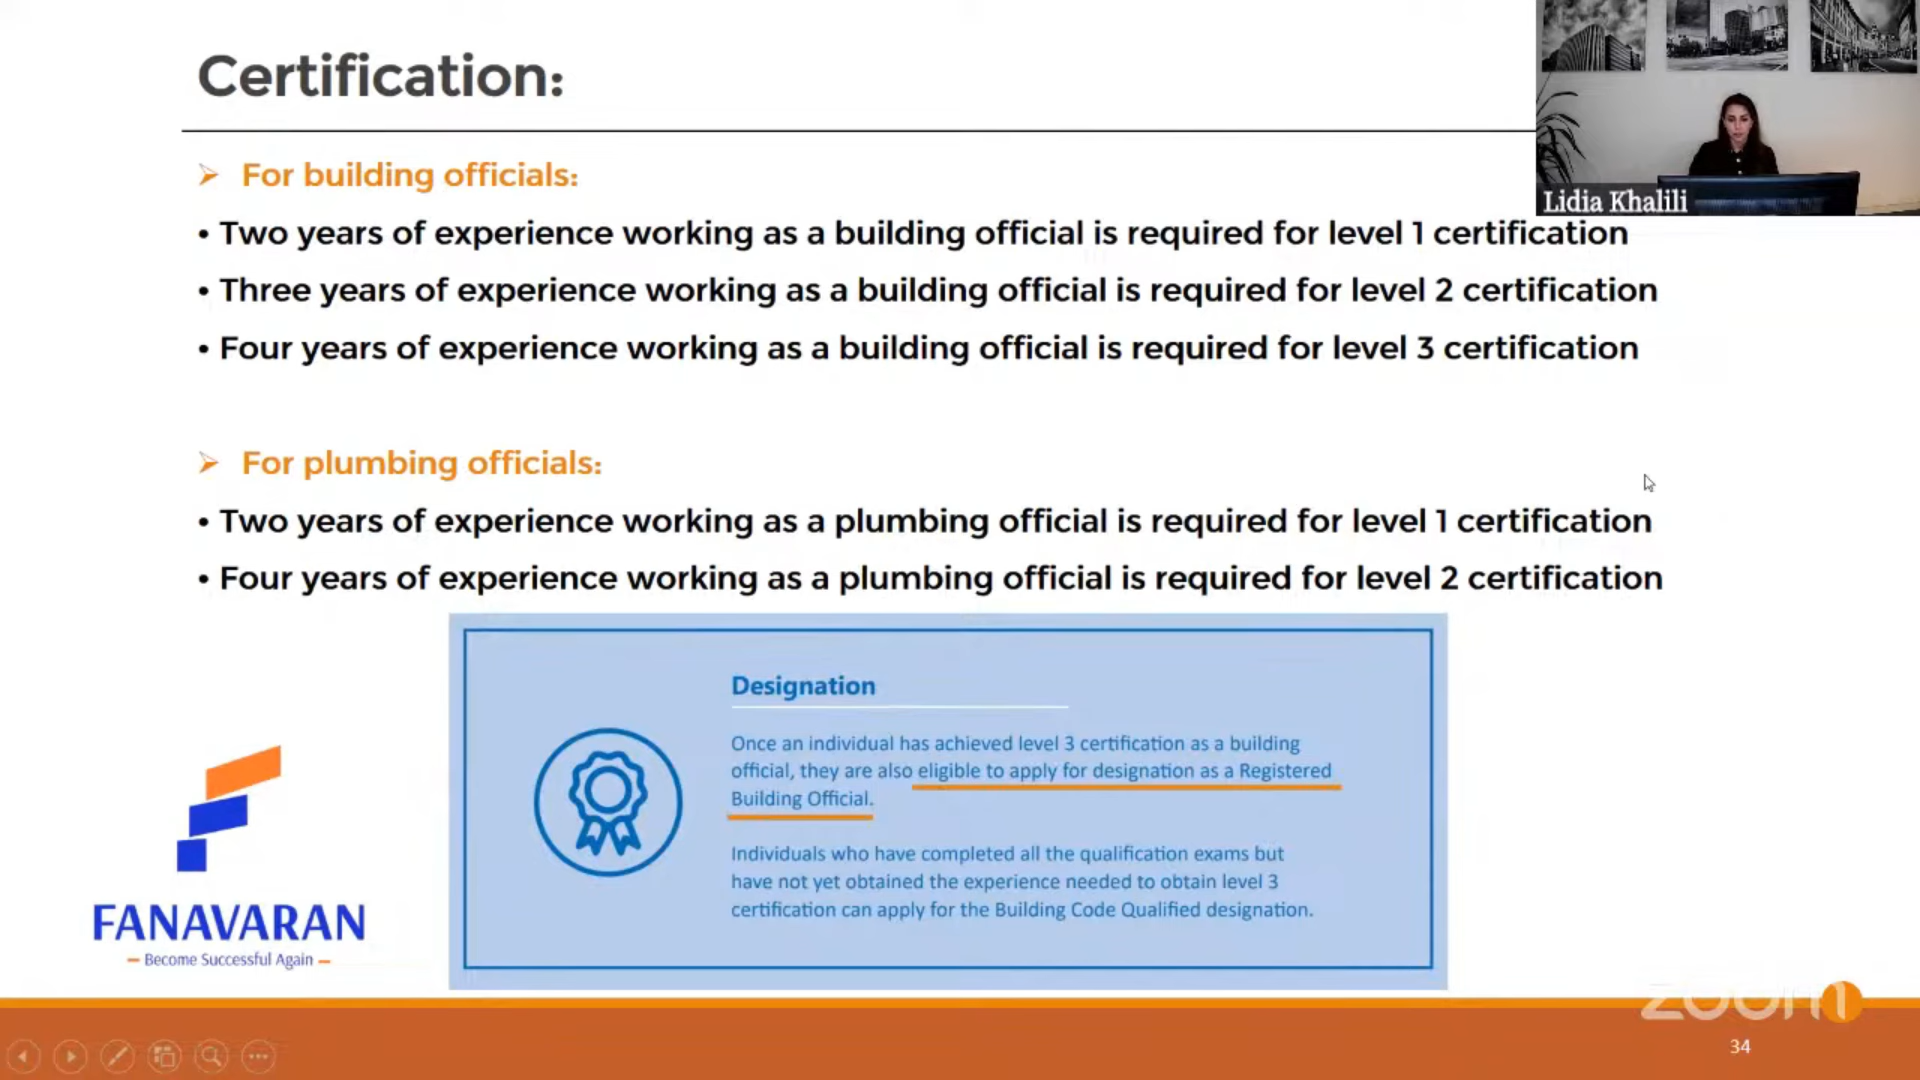 Certification:
Lidia Khalili
➢ For building officials:
• Two years of experience working as a building official is required for level 1 certification
• Three years of experience working as a building official is required for level 2 certification
• Four years of experience working as a building official is required for level 3 certification
➢ For plumbing officials:
• Two years of experience working as a plumbing official is required for level 1 certification
• Four years of experience working as a plumbing official is required for level 2 certification
Designation
Once an individual has achieved level 3 certification as a building
official, they are also eligible to apply for designation as a Registered
Building Official.
Individuals who have completed all the qualification exams but
have not yet obtained the experience needed to obtain level 3
certification can apply for the Building Code Qualified designation.
FANAVARAN
– Become Successful Again –
zoom
34